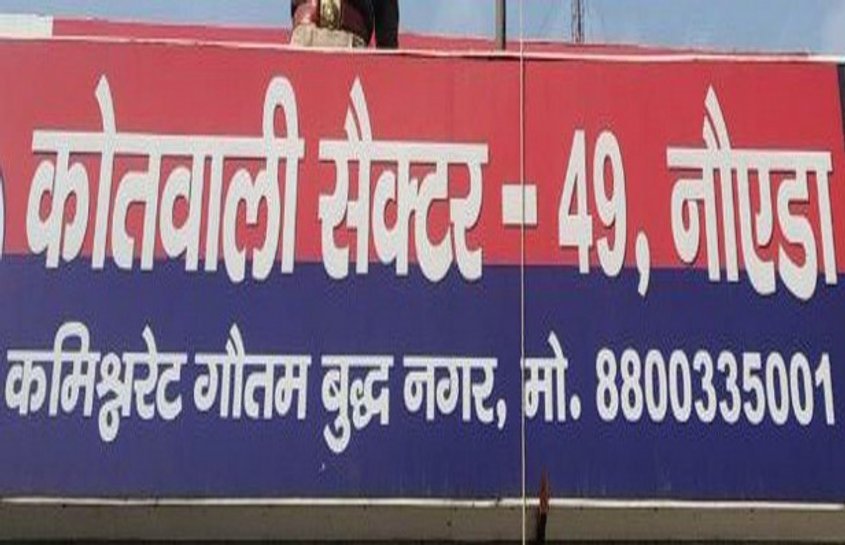 कोतवाली सैक्टर - 49, नौएडा
कमिश्नरेट गौतम बुद्ध नगर, मो. 8800335001